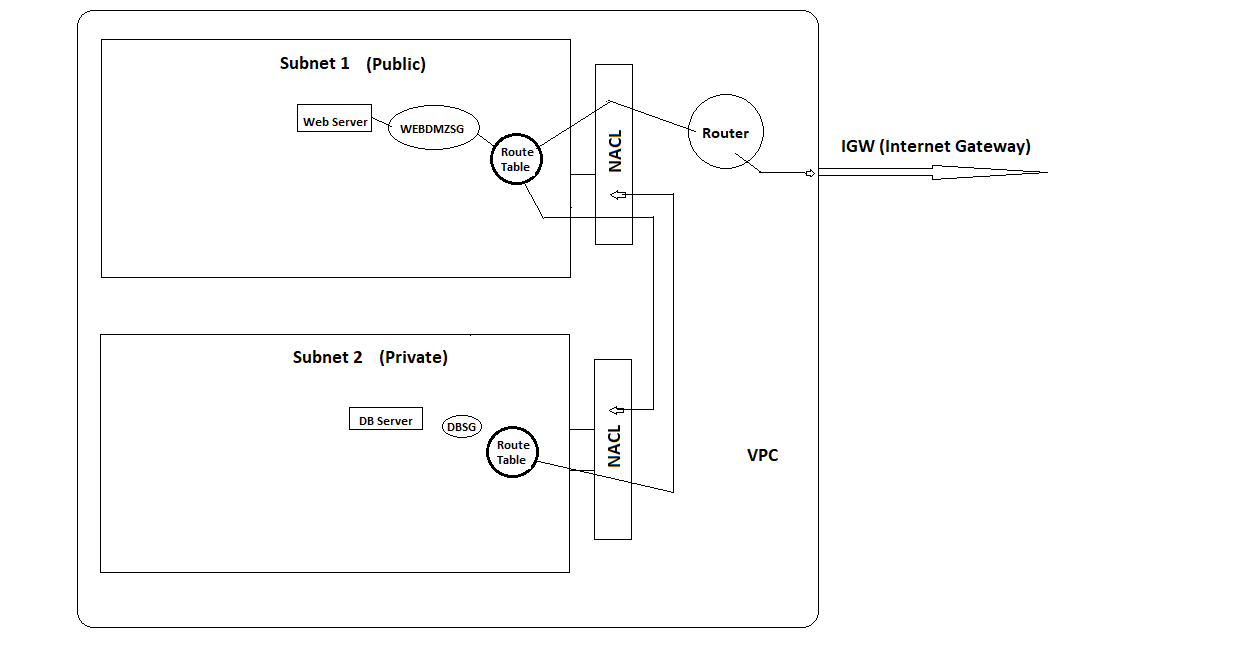 Subnet 1 (Public)
Web Server
WEBDMZSG
Route
Table
NACL
Router
IGW (Internet Gateway)
Subnet 2 (Private)
DB Server
DBSG
Route
Table
NACL
VPC